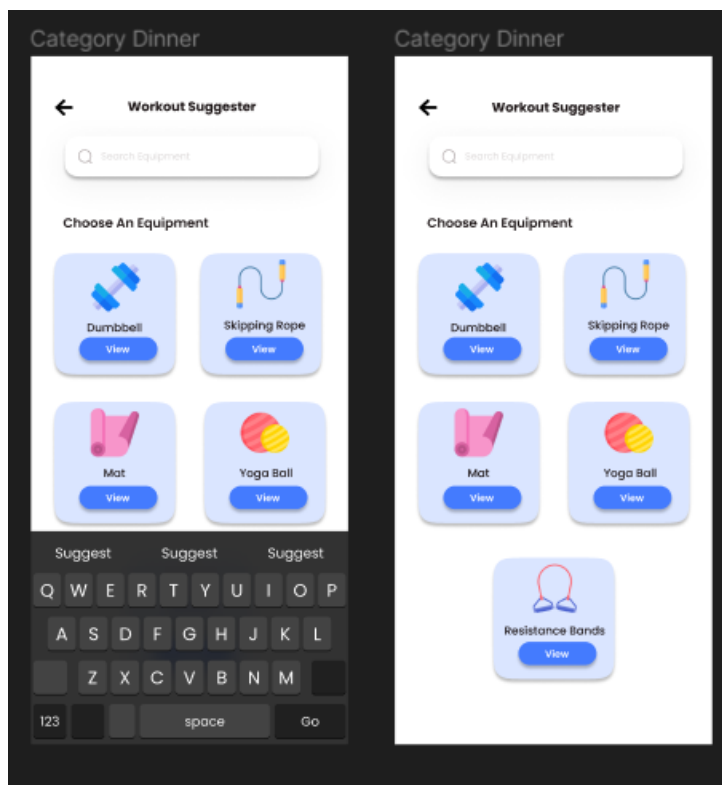 Category Dinner
Workout Suggester
Search Equipment
Choose An Equipment
Dumbbell
View
Skipping Rope
View
Mat
View
Yoga Ball
View
Suggest Suggest Suggest
Q W E R T Y U I O P
A S D F G H J K L
Z X C V B N M
123 space Go
Category Dinner
Workout Suggester
Search Equipment
Choose An Equipment
Dumbbell
View
Skipping Rope
View
Mat
View
Yoga Ball
View
Resistance Bands
View